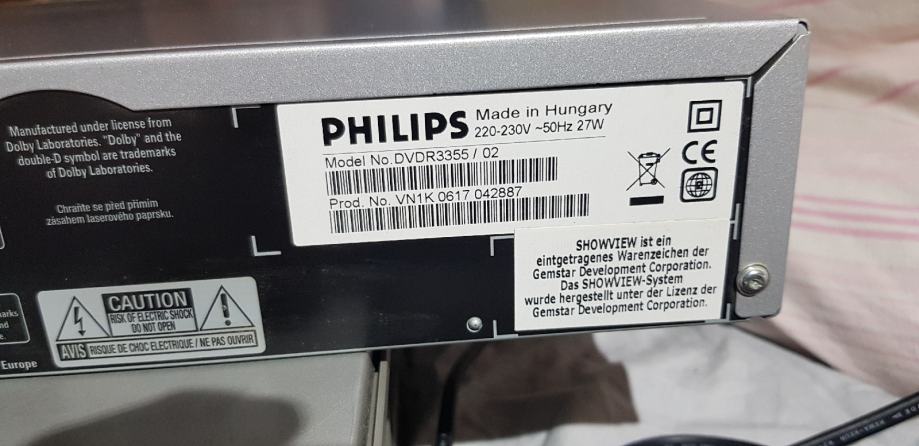 Manufactured under license from
Dolby Laboratories. "Dolby" and the
double-D symbol are trademarks
of Dolby Laboratories.
Chraňte se před přímim
zásahem laserového paprsku.
PHILIPS Made in Hungary
220-230V ~50Hz 27W
Model No. DVDR3355 / 02
Prod. No. VN1K 0617 042887
CE
SHOWVIEW ist ein
eintgetragenes Warenzeichen der
Gemstar Development Corporation.
Das SHOWVIEW-System
wurde hergestellt unter der Lizenz der
Gemstar Development Corporation.
CAUTION
RISK OF ELECTRIC SHOCK
DO NOT OPEN
AVIS RISQUE DE CHOC ELECTRIQUE / NE PAS OUVRIR
Europe